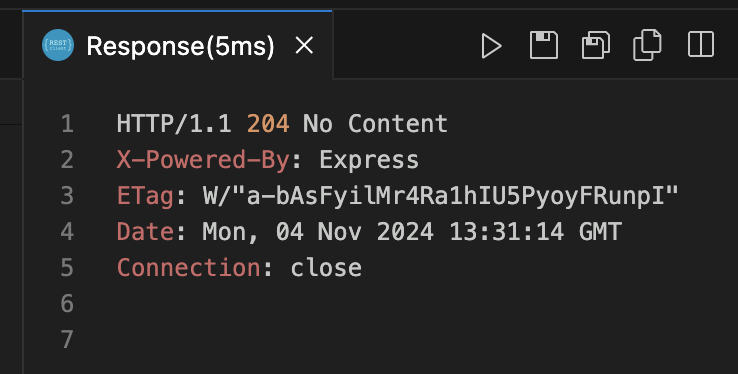 {REST}
client
Response(5ms)
1 HTTP/1.1 204 No Content
2 X-Powered-By: Express
3 ETag: W/"a-bAsFyilMr4Ra1hIU5PyoyFRunpI"
4 Date: Mon, 04 Nov 2024 13:31:14 GMT
5 Connection: close
6
7